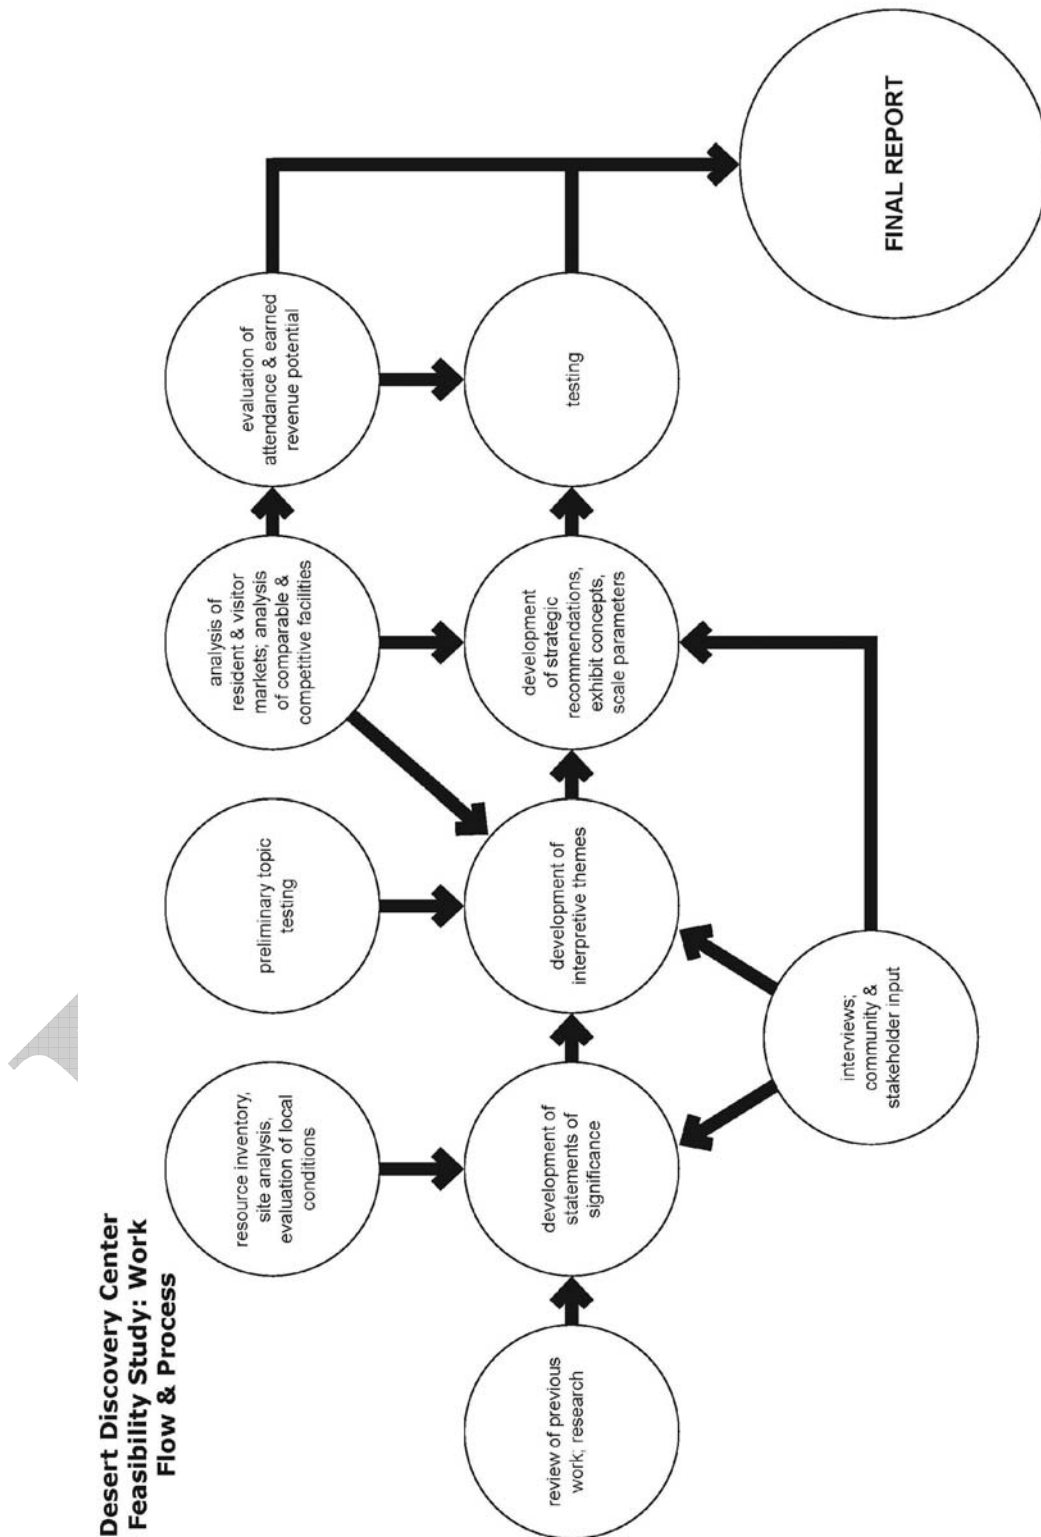 Desert Discovery Center
Feasibility Study: Work
Flow & Process
review of previous
work; research
resource inventory,
site analysis,
evaluation of local
conditions
development of
statements of
significance
interviews;
community &
stakeholder input
preliminary topic
testing
development of
interpretive themes
analysis of
resident & visitor
markets; analysis
of comparable &
competitive facilities
development
of strategic
recommendations,
exhibit concepts,
scale parameters
evaluation of
attendance & earned
revenue potential
testing
FINAL REPORT